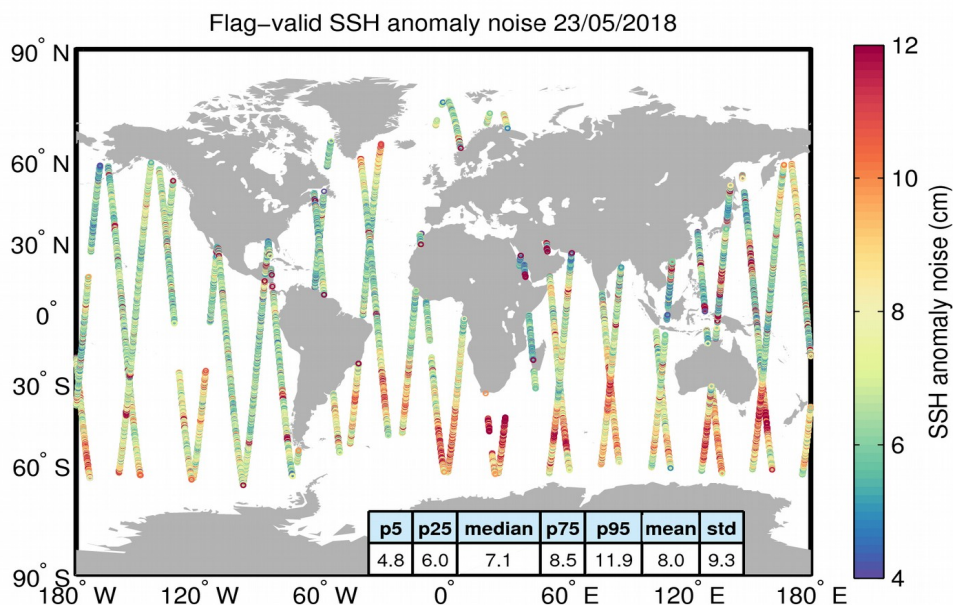 Flag−valid SSH anomaly noise 23/05/2018
90° N
60° N
30° N
0°
30° S
60° S
90° S
180° W
120° W
60° W
0°
60° E
120° E
180° E
p5 p25 median p75 p95 mean std
4.8 6.0 7.1 8.5 11.9 8.0 9.3
12
10
8
6
4
SSH anomaly noise (cm)